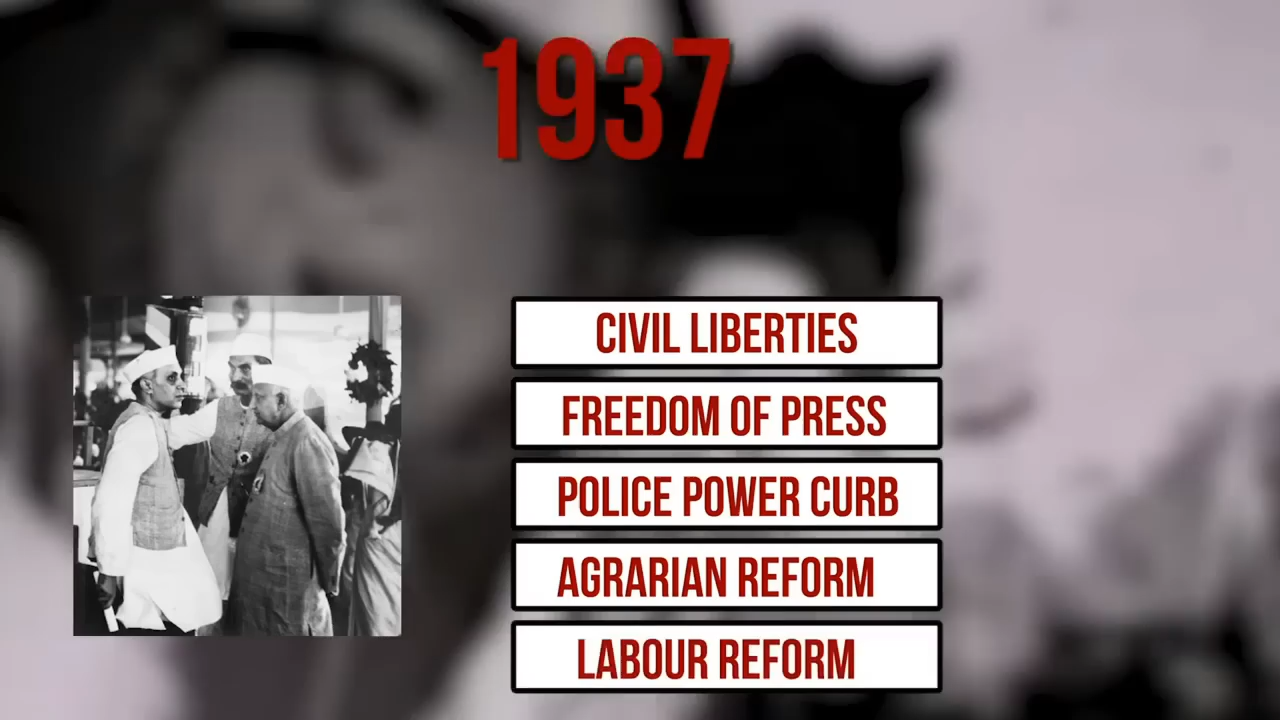 1937
CIVIL LIBERTIES
FREEDOM OF PRESS
POLICE POWER CURB
AGRARIAN REFORM
LABOUR REFORM